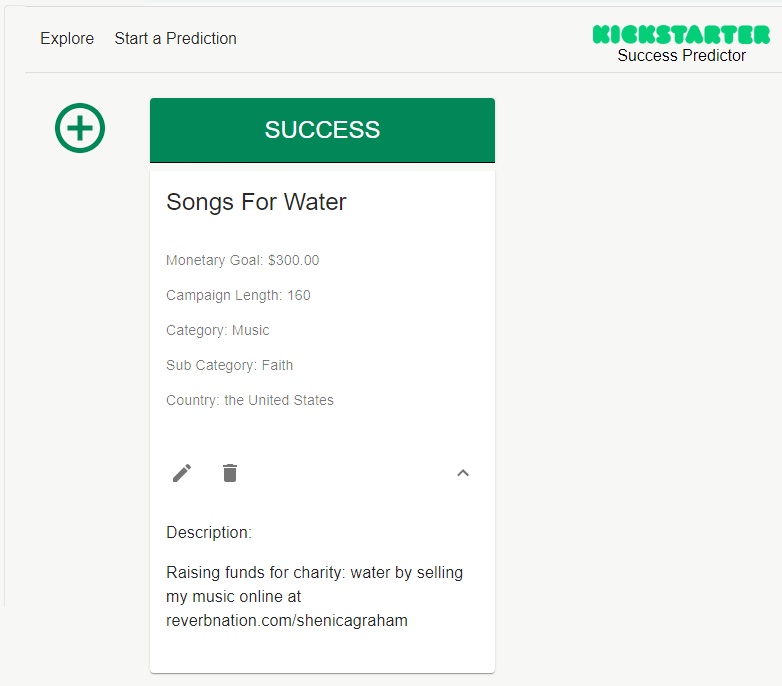 Explore Start a Prediction
KICKSTARTER
Success Predictor
SUCCESS
Songs For Water
Monetary Goal: $300.00
Campaign Length: 160
Category: Music
Sub Category: Faith
Country: the United States
Description:
Raising funds for charity: water by selling
my music online at
reverbnation.com/shenicagraham